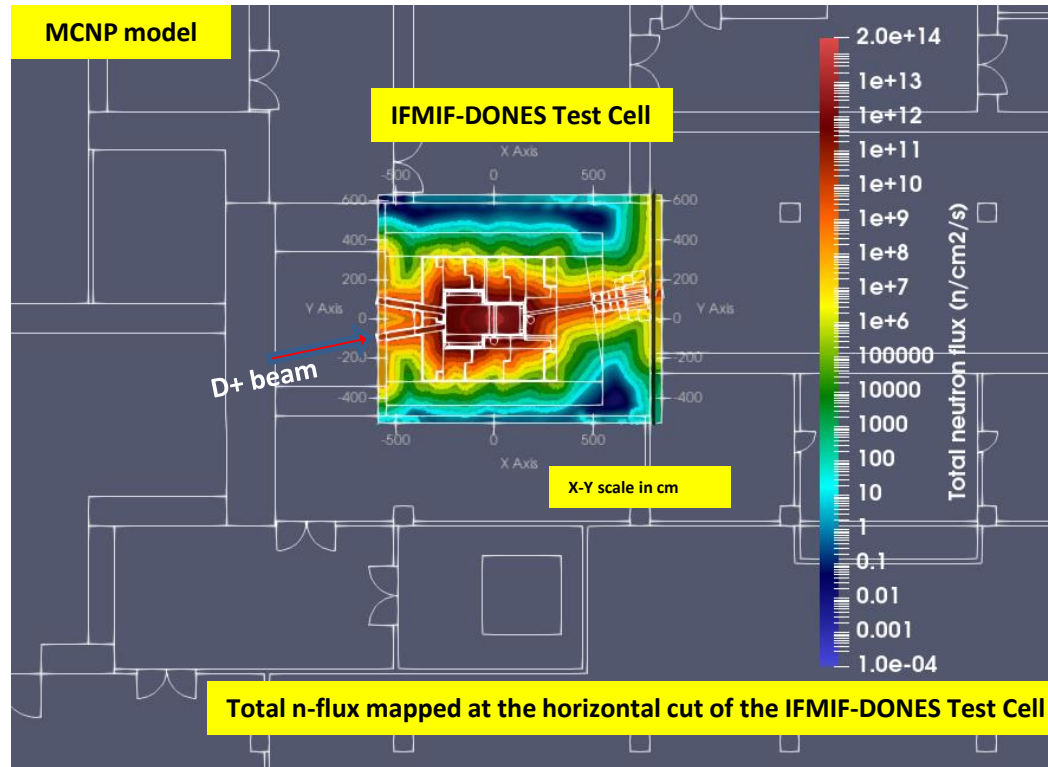 MCNP model
2.0e+14
1e+13
IFMIF-DONES Test Cell
1e+12
1e+11
X Axis
-500 0 500
1e+10
600 600
1e+9
400 400
1e+8
200 200
1e+7
Y Axis 0 0 Y Axis
1e+6
-200 -200
100000
D+ beam
10000
-400 -400
1000
-500 0 500
X Axis
100
X-Y scale in cm
10
1
0.1
0.01
0.001
1.0e-04
Total neutron flux (n/cm2/s)
Total n-flux mapped at the horizontal cut of the IFMIF-DONES Test Cell